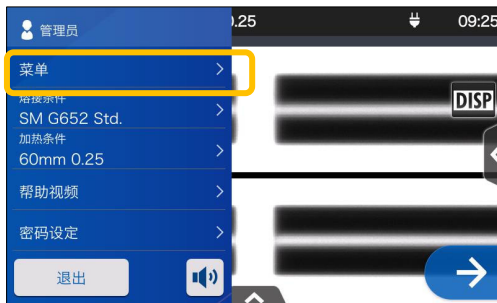 管理员
.25
09:25
菜单
熔接条件
SM G652 Std.
DISP
加热条件
60mm 0.25
帮助视频
密码设定
退出